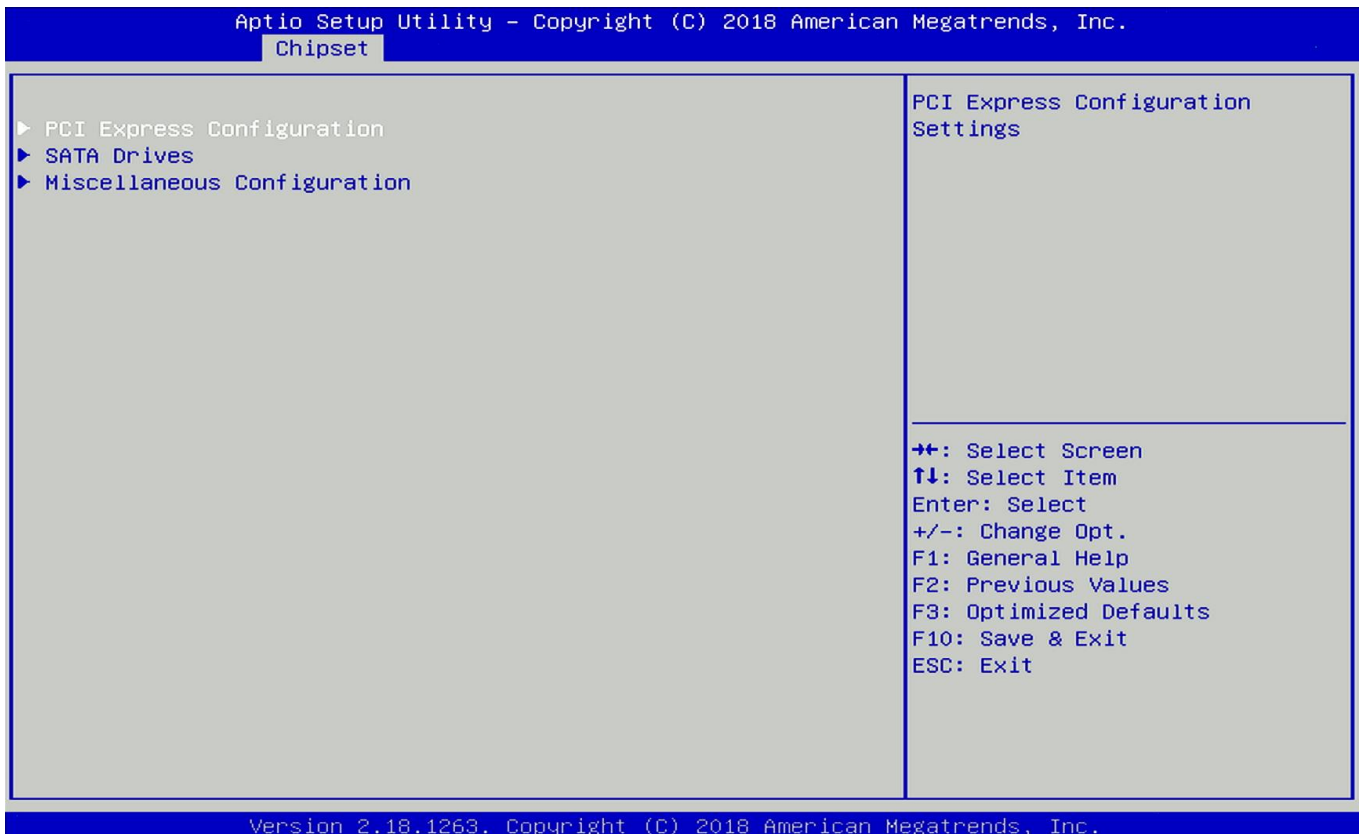 Aptio Setup Utility – Copyright (C) 2018 American Megatrends, Inc.
Chipset
▶ PCI Express Configuration
▶ SATA Drives
▶ Miscellaneous Configuration
PCI Express Configuration
Settings
→←: Select Screen
↑↓: Select Item
Enter: Select
+/-: Change Opt.
F1: General Help
F2: Previous Values
F3: Optimized Defaults
F10: Save & Exit
ESC: Exit
Version 2.18.1263. Copyright (C) 2018 American Megatrends, Inc.